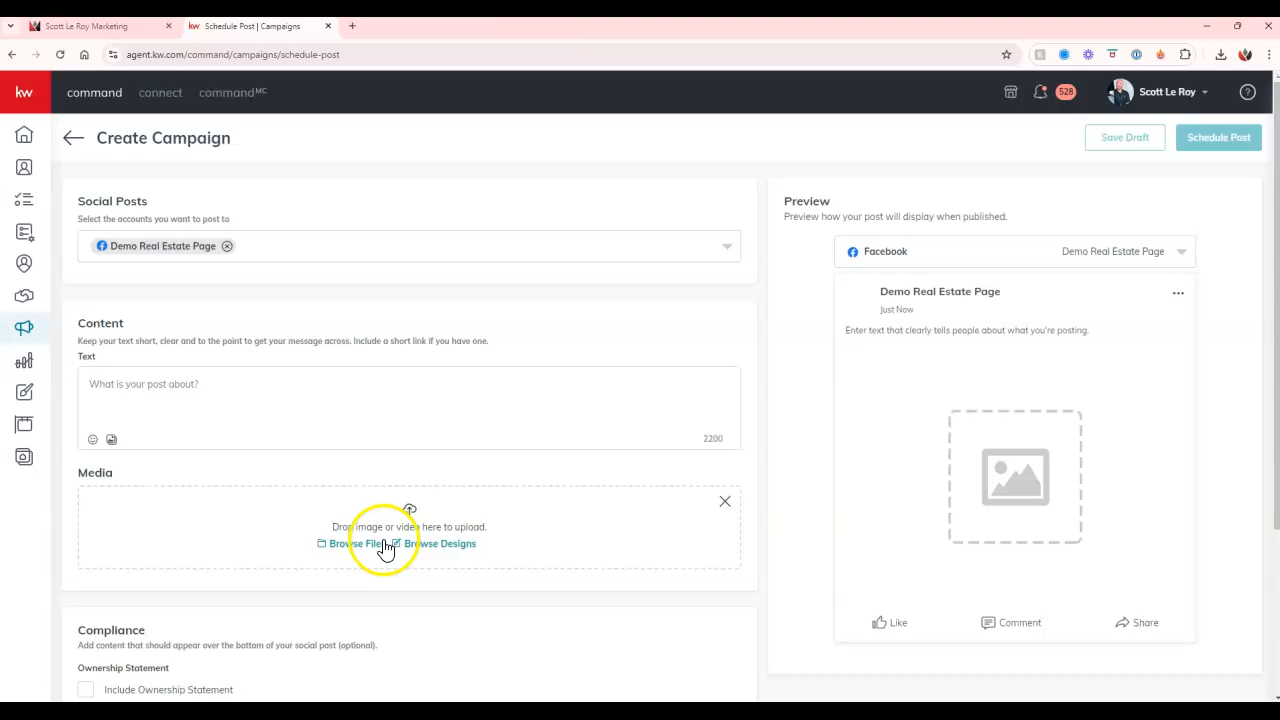 Scott Le Roy Marketing
kw Schedule Post | Campaigns
agent.kw.com/command/campaigns/schedule-post
kw command connect command MC 528 Scott Le Roy
Create Campaign Save Draft Schedule Post
Social Posts
Select the accounts you want to post to
Demo Real Estate Page
Content
Keep your text short, clear and to the point to get your message across. Include a short link if you have one.
Text
What is your post about?
2200
Media
Drop image or video here to upload.
Browse Files Browse Designs
Compliance
Add content that should appear over the bottom of your social post (optional).
Ownership Statement
Include Ownership Statement
Preview
Preview how your post will display when published.
Facebook Demo Real Estate Page
Demo Real Estate Page
Just Now
Enter text that clearly tells people about what you're posting.
Like Comment Share